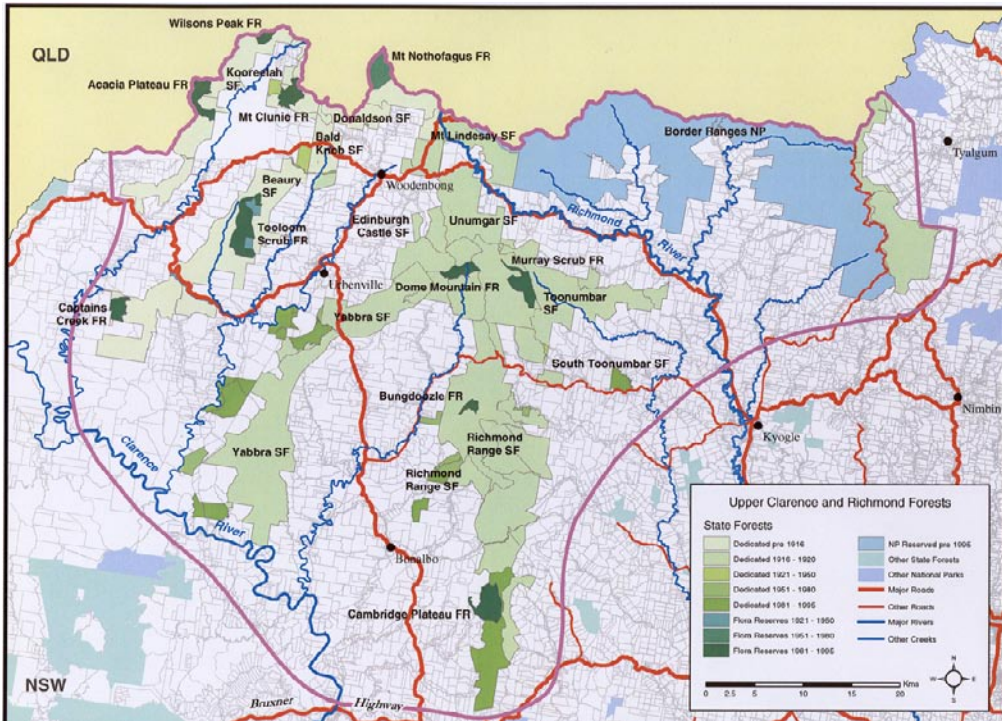 Wilsons Peak FR
QLD
Mt Nothofagus FR
Koreelah
SF
Acacia Plateau FR
Mt Clunie FR
Donaldson SF
Bald
Knob SF
Mt Lindesay SF
Border Ranges NP
Tyalgum
Woodenbong
Beaury
SF
Edinburgh
Castle SF
Unumgar SF
Richmond
River
Tooloom
Scrub FR
Murray Scrub FR
Urbenville
Dome Mountain FR
Toonumbar
SF
Captains
Creek FR
Yabbra SF
South Toonumbar SF
Bungdoozle FR
Nimbin
Kyogle
Clarence
Yabbra SF
Richmond
Range SF
Richmond
Range SF
River
Bonalbo
Cambridge Plateau FR
NSW
Bruxner Highway
Upper Clarence and Richmond Forests
State Forests
Dedicated pre 1916
Dedicated 1916 - 1920
Dedicated 1921 - 1950
Dedicated 1951 - 1980
Dedicated 1981 - 1995
Flora Reserves 1921 - 1950
Flora Reserves 1951 - 1980
Flora Reserves 1981 - 1995
NP Reserved pre 1995
Other State Forests
Other National Parks
Major Roads
Other Roads
Major Rivers
Other Creeks
N
W E
S
Kms
0 2.5 5 10 15 20